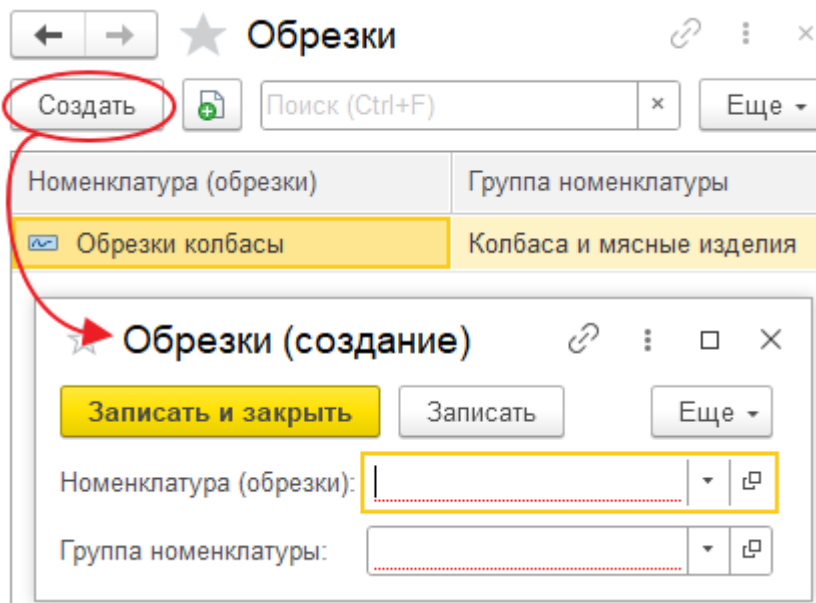 Обрезки
Создать Поиск (Ctrl+F) Еще
Номенклатура (обрезки) Группа номенклатуры
Обрезки колбасы Колбаса и мясные изделия
Обрезки (создание)
Записать и закрыть Записать Еще
Номенклатура (обрезки):
Группа номенклатуры: